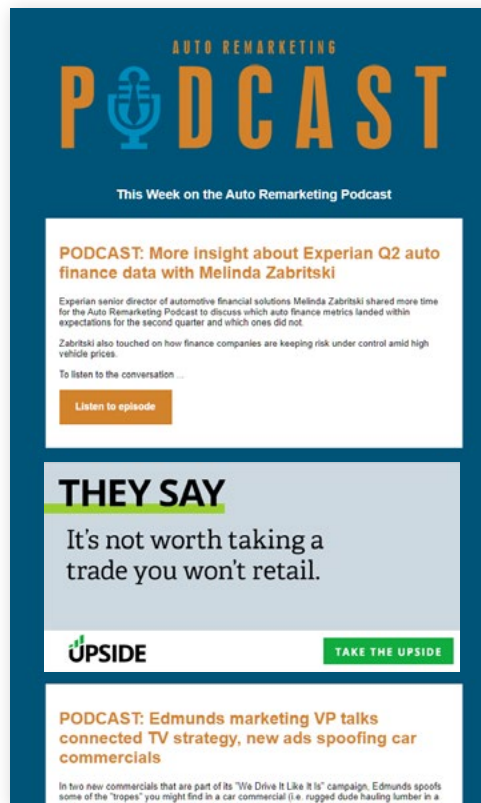 AUTO REMARKETING
PODCAST
This Week on the Auto Remarketing Podcast
PODCAST: More insight about Experian Q2 auto
finance data with Melinda Zabritski
Experian senior director of automotive financial solutions Melinda Zabritski shared more time
for the Auto Remarketing Podcast to discuss which auto finance metrics landed within
expectations for the second quarter and which ones did not.
Zabritski also touched on how finance companies are keeping risk under control amid high
vehicle prices.
To listen to the conversation ...
Listen to episode
THEY SAY
It's not worth taking a
trade you won't retail.
UPSIDE
TAKE THE UPSIDE
PODCAST: Edmunds marketing VP talks
connected TV strategy, new ads spoofing car
commercials
In two new commercials that are part of its "We Drive It Like It Is" campaign, Edmunds spoofs
some of the "tropes" you might find in a car commercial (i.e. rugged dude hauling lumber in a